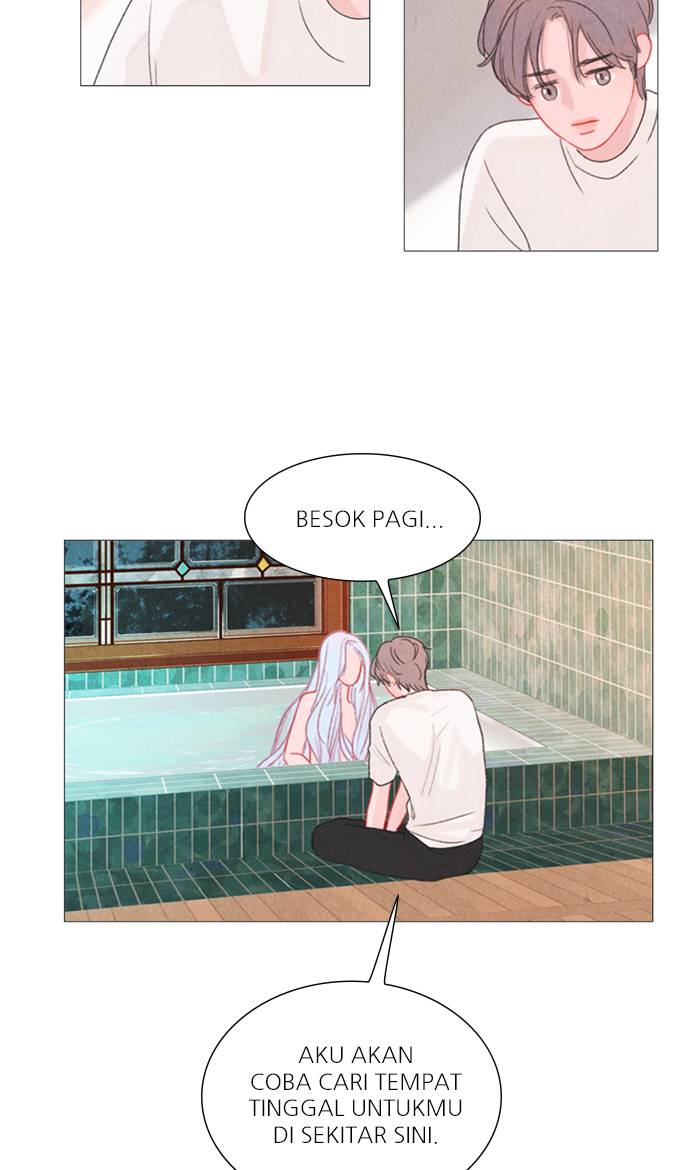 BESOK PAGI...
AKU AKAN
COBA CARI TEMPAT
TINGGAL UNTUKMU
DI SEKITAR SINI.